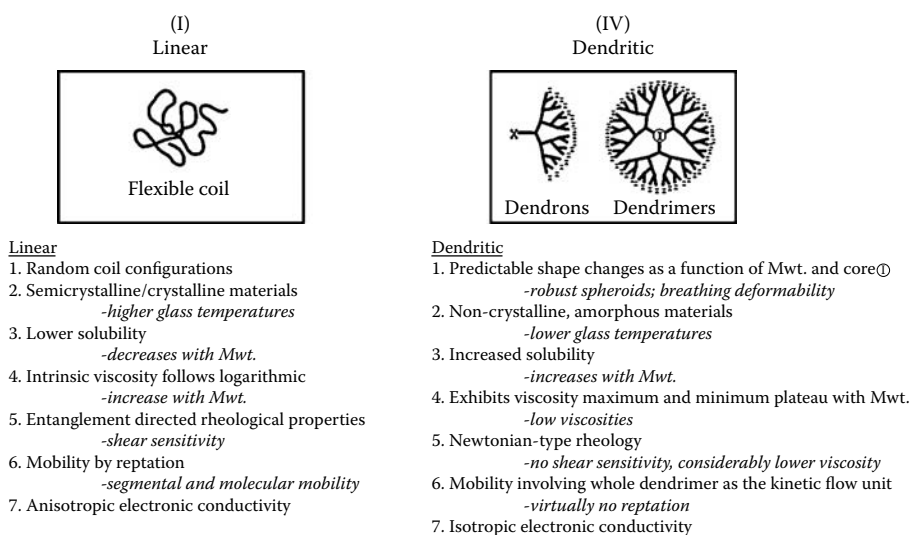 (I)
Linear
Flexible coil
Linear
1. Random coil configurations
2. Semicrystalline/crystalline materials
-higher glass temperatures
3. Lower solubility
-decreases with Mwt.
4. Intrinsic viscosity follows logarithmic
-increase with Mwt.
5. Entanglement directed rheological properties
-shear sensitivity
6. Mobility by reptation
-segmental and molecular mobility
7. Anisotropic electronic conductivity
(IV)
Dendritic
X
I
Dendrons Dendrimers
Dendritic
1. Predictable shape changes as a function of Mwt. and core Ⓘ
-robust spheroids; breathing deformability
2. Non-crystalline, amorphous materials
-lower glass temperatures
3. Increased solubility
-increases with Mwt.
4. Exhibits viscosity maximum and minimum plateau with Mwt.
-low viscosities
5. Newtonian-type rheology
-no shear sensitivity, considerably lower viscosity
6. Mobility involving whole dendrimer as the kinetic flow unit
-virtually no reptation
7. Isotropic electronic conductivity